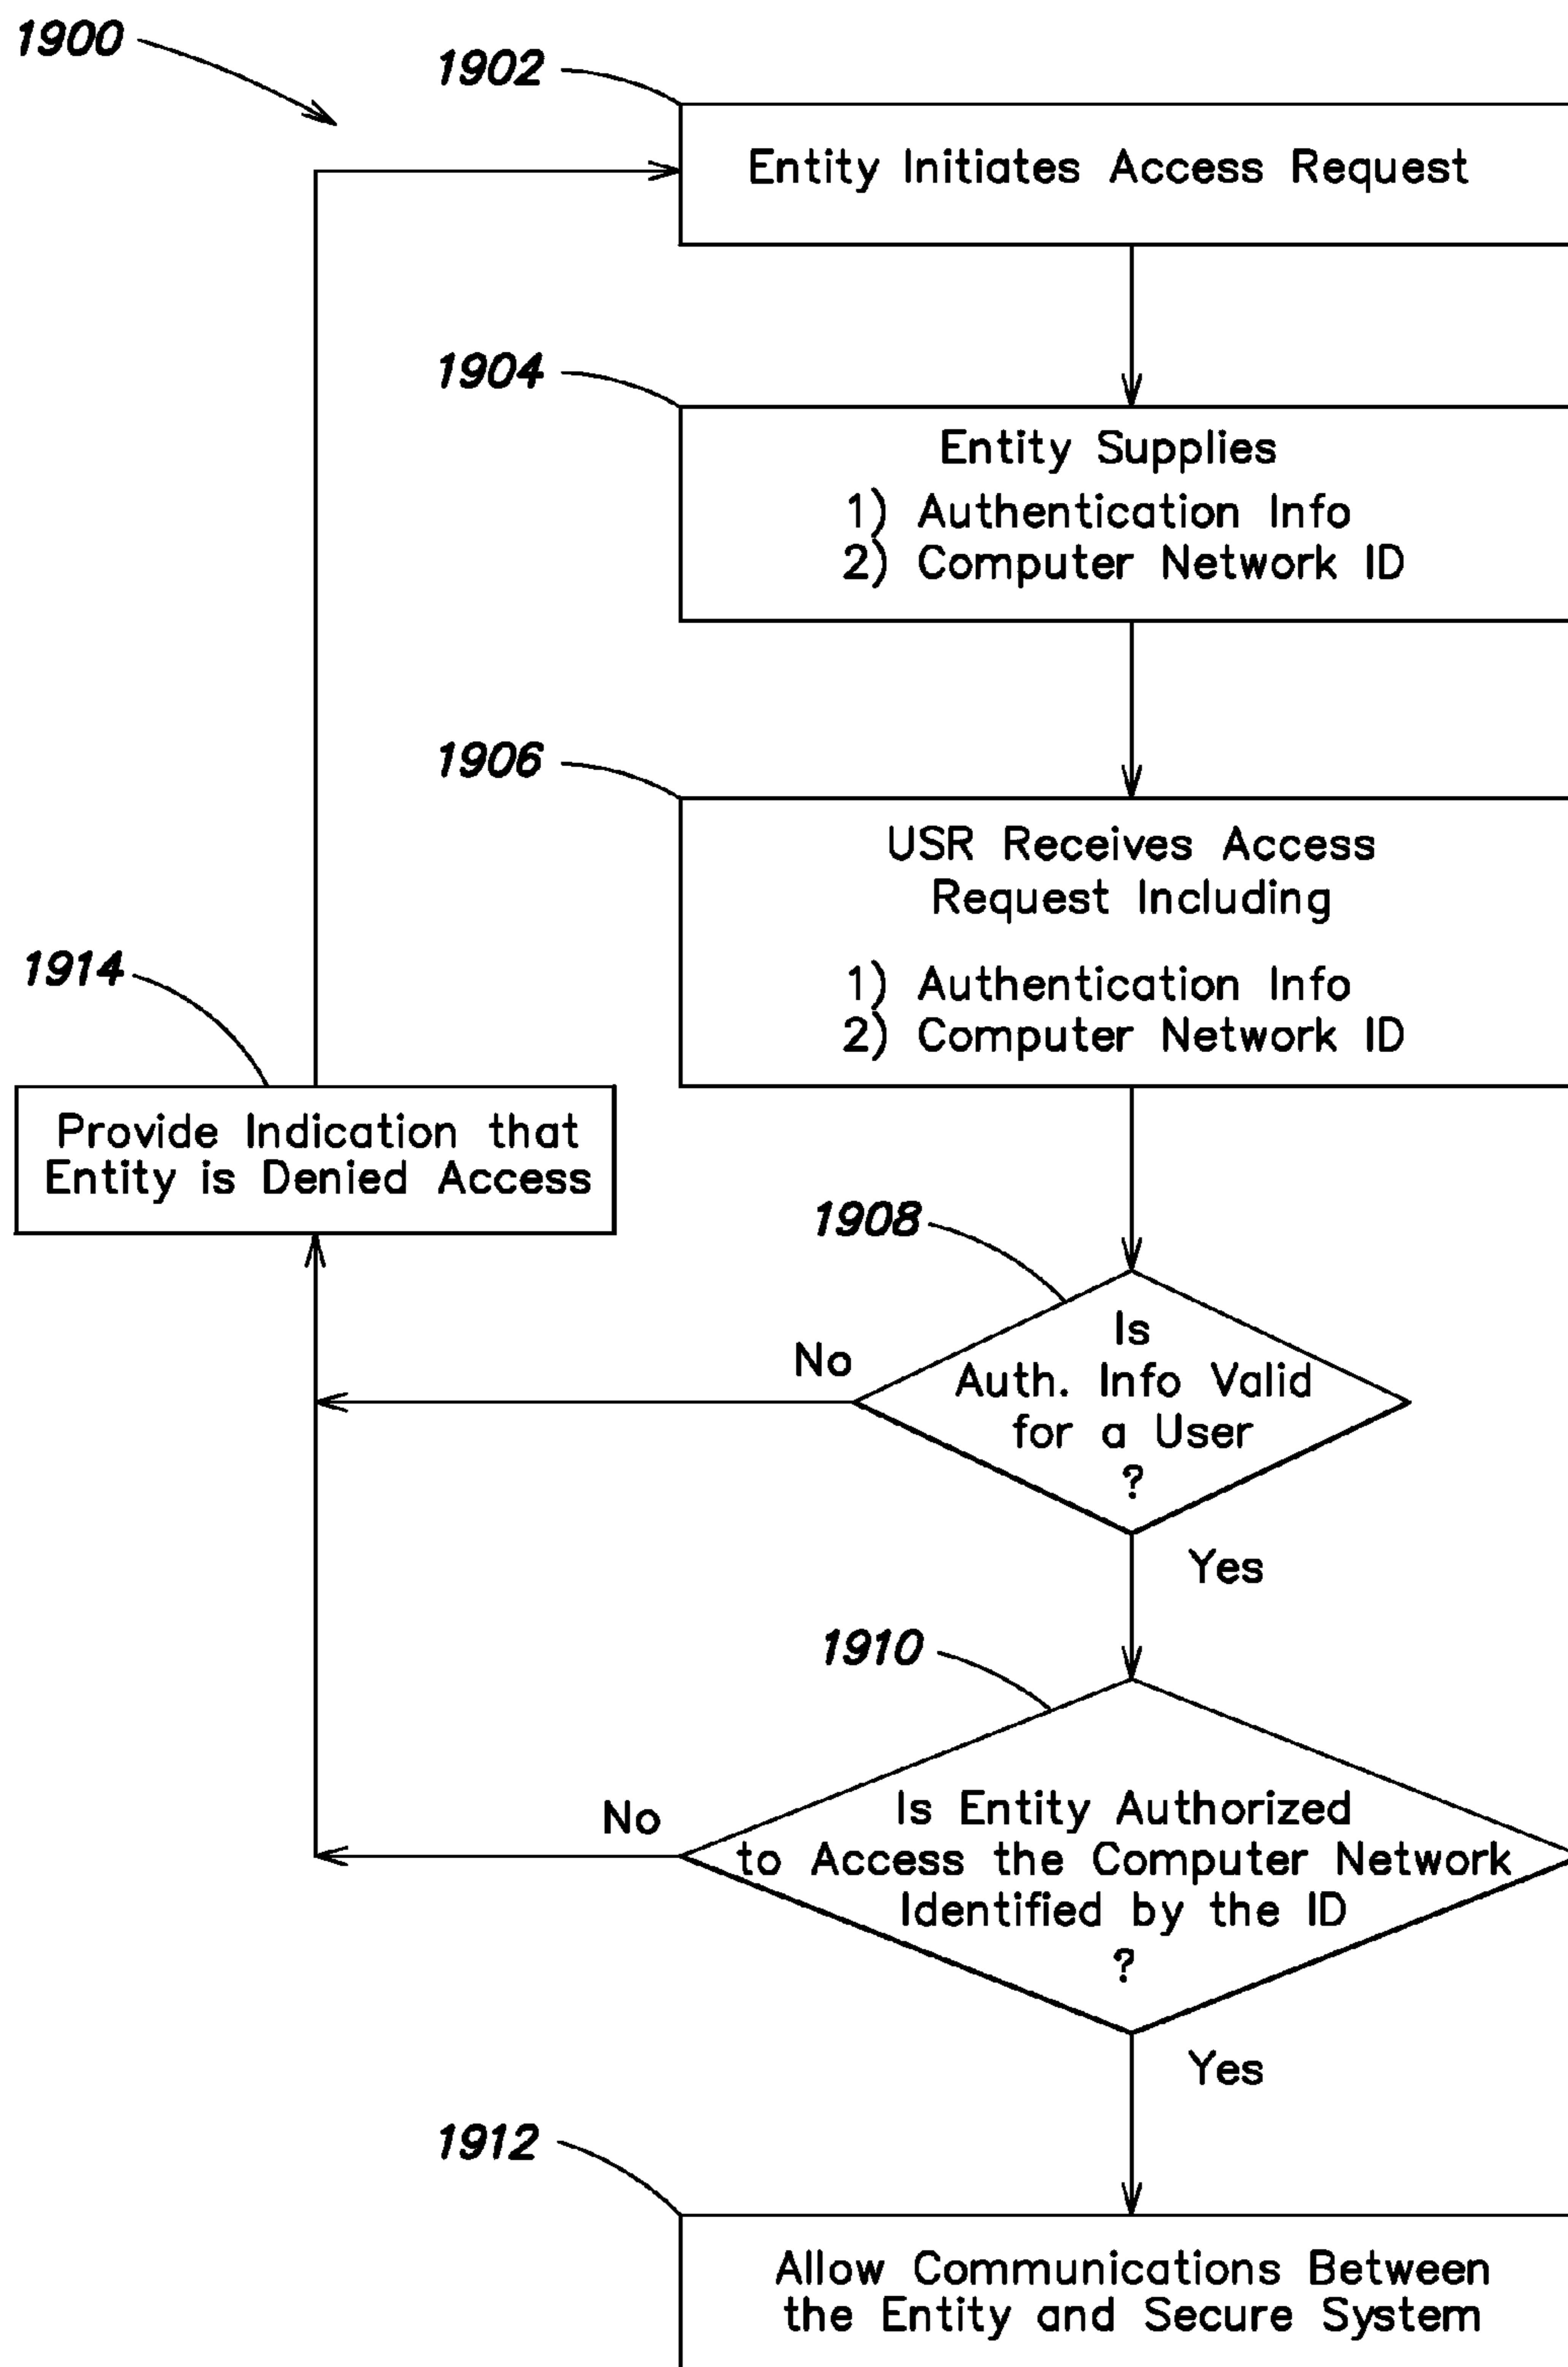 1900
1902
Entity Initiates Access Request
1904
Entity Supplies
1) Authentication Info
2) Computer Network ID
1906
USR Receives Access
Request Including
1) Authentication Info
2) Computer Network ID
1914
Provide Indication that
Entity is Denied Access
1908
Is
Auth. Info Valid
for a User
?
No
Yes
1910
Is Entity Authorized
to Access the Computer Network
Identified by the ID
?
No
Yes
1912
Allow Communications Between
the Entity and Secure System